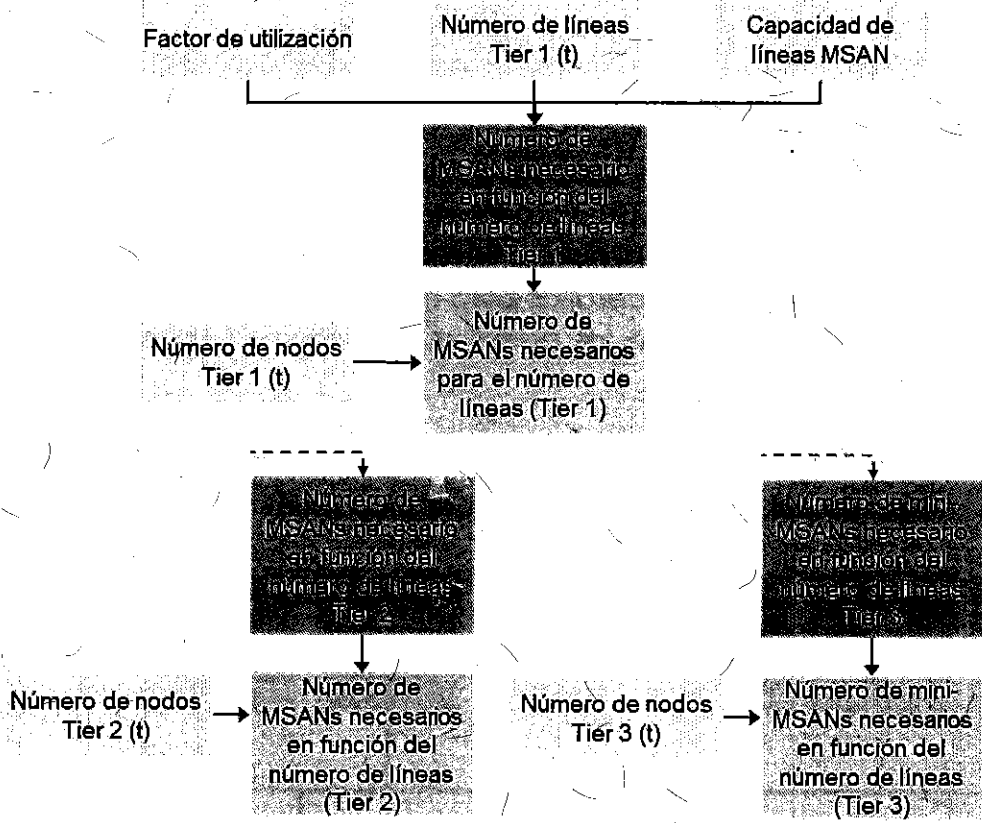 Factor de utilización
Número de líneas
Tier 1 (t)
Capacidad de
líneas MSAN
Número de
MSANs necesario
en función del
número de líneas
Tier 1
Número de nodos
Tier 1 (t)
Número de
MSANs necesarios
para el número de
líneas (Tier 1)
Número de
MSANs necesario
en función del
número de líneas
Tier 2
Número de mini-
MSANs necesario
en función del
número de líneas
Tier 3
Número de nodos
Tier 2 (t)
Número de
MSANs necesarios
en función del
número de líneas
(Tier 2)
Número de nodos
Tier 3 (t)
Número de mini-
MSANs necesarios
en función del
número de líneas
(Tier 3)